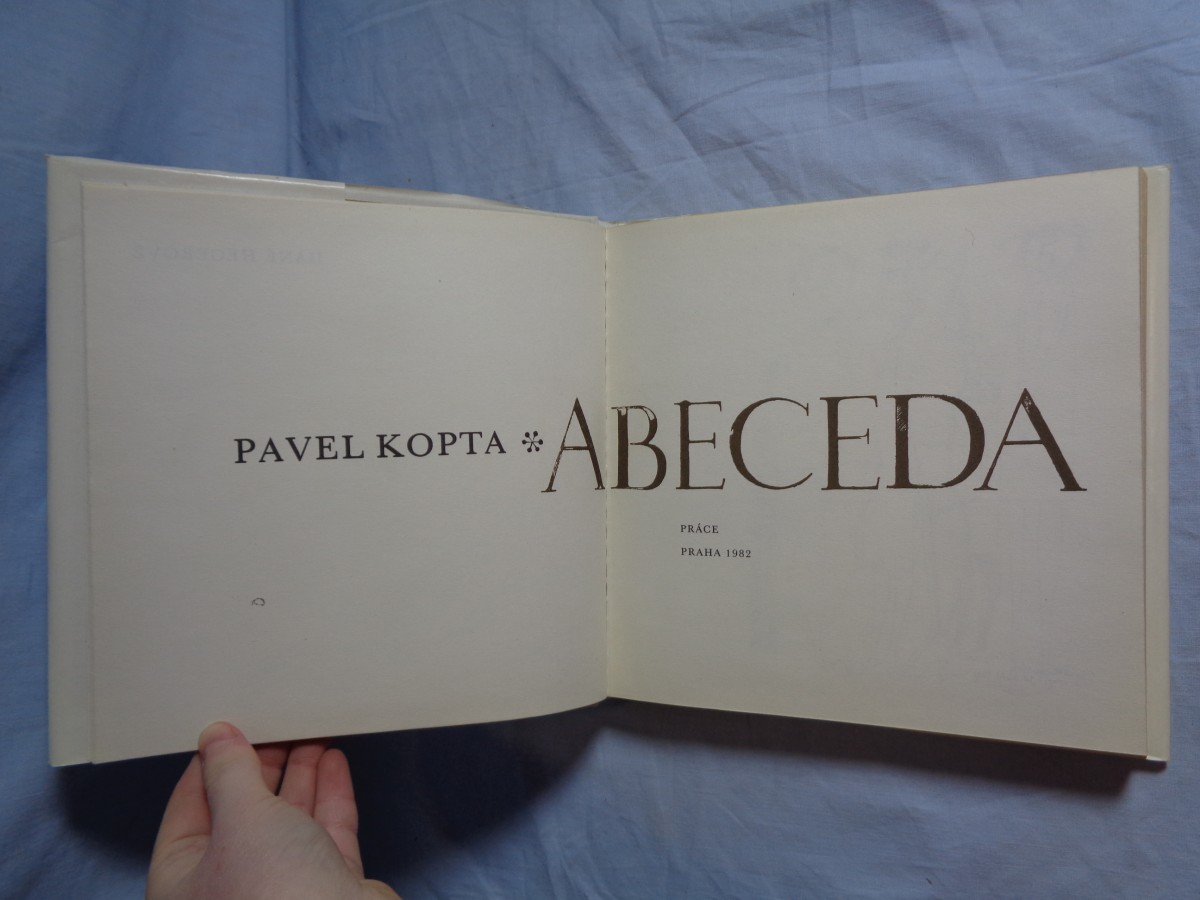 PAVEL KOPTA * ABECEDA
PRÁCE
PRAHA 1982